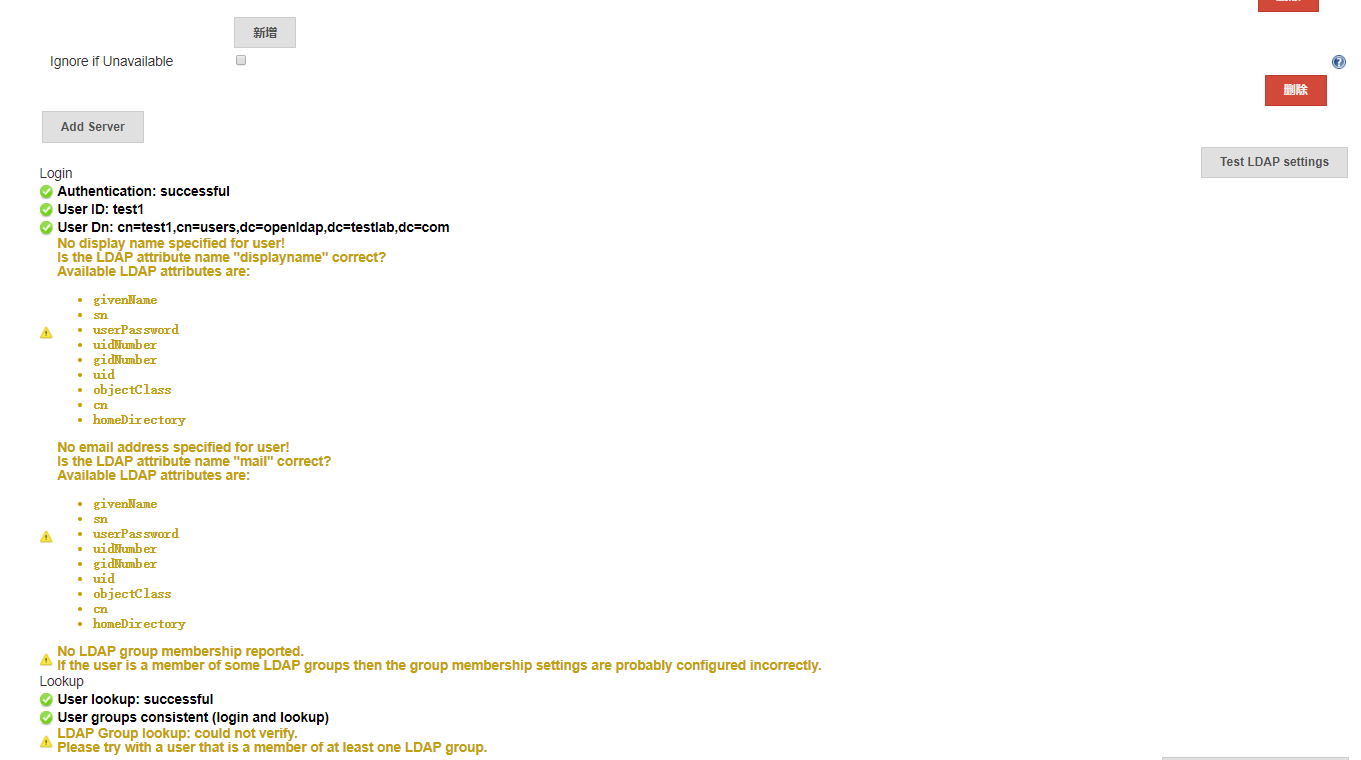 新增
Ignore if Unavailable
删除
Add Server
Test LDAP settings
Login
Authentication: successful
User ID: test1
User Dn: cn=test1,cn=users,dc=openldap,dc=testlab,dc=com
No display name specified for user!
Is the LDAP attribute name "displayname" correct?
Available LDAP attributes are:
givenName
sn
userPassword
uidNumber
gidNumber
uid
objectClass
cn
homeDirectory
No email address specified for user!
Is the LDAP attribute name "mail" correct?
Available LDAP attributes are:
givenName
sn
userPassword
uidNumber
gidNumber
uid
objectClass
cn
homeDirectory
No LDAP group membership reported.
If the user is a member of some LDAP groups then the group membership settings are probably configured incorrectly.
Lookup
User lookup: successful
User groups consistent (login and lookup)
LDAP Group lookup: could not verify.
Please try with a user that is a member of at least one LDAP group.